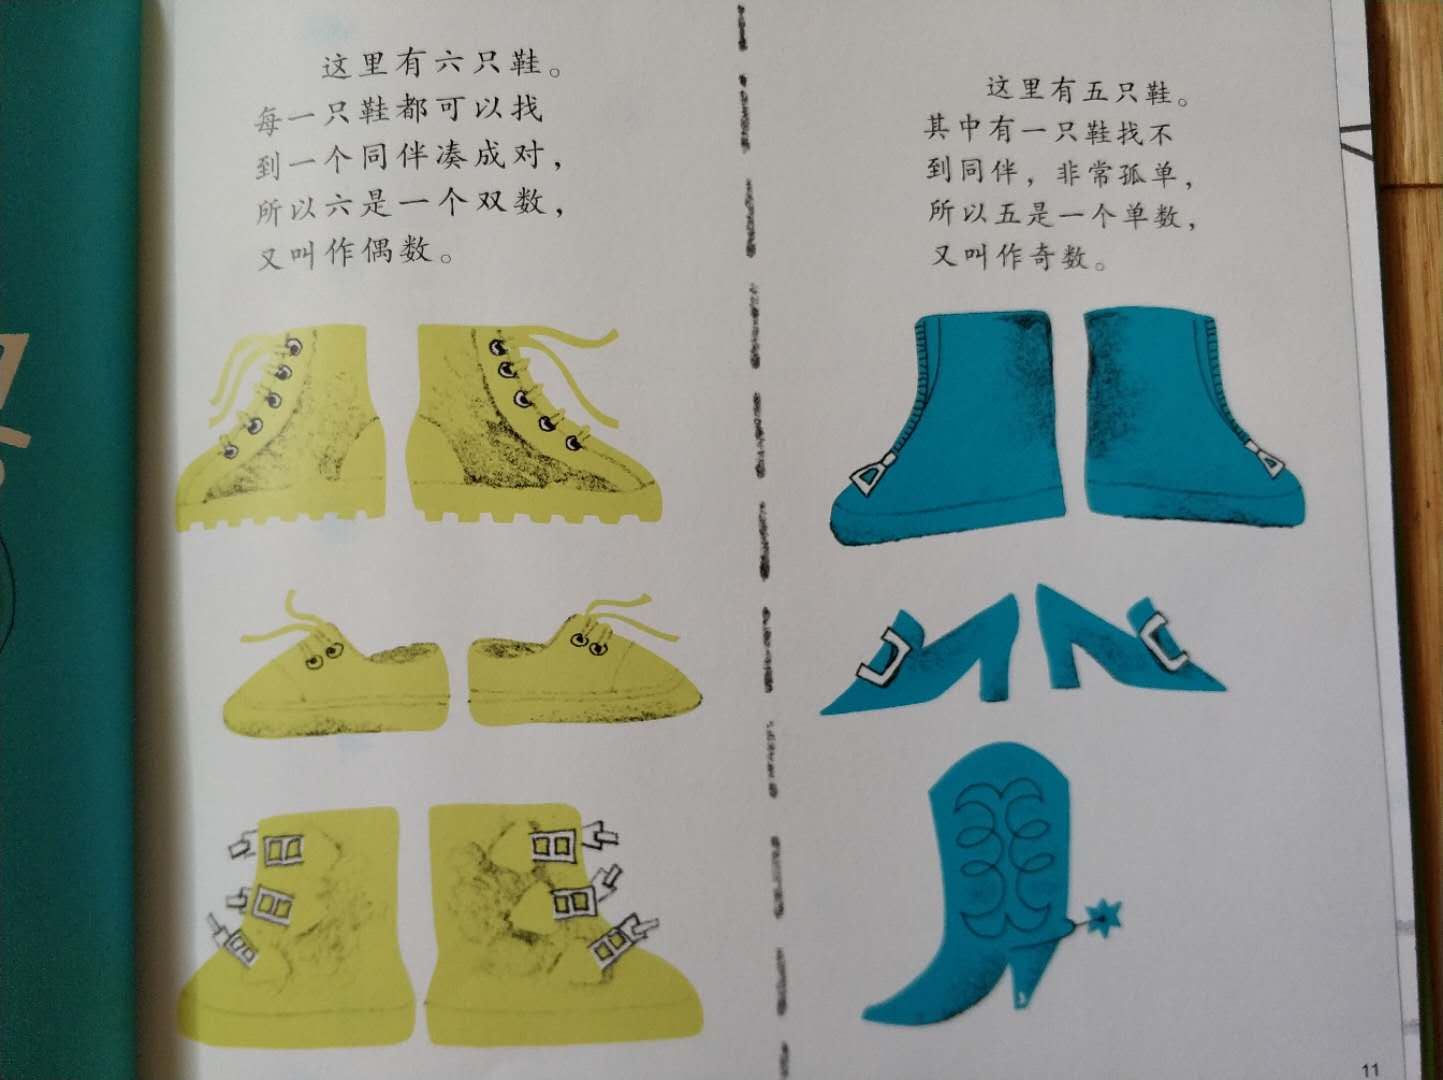 这里有六只鞋。
每一只鞋都可以找
到一个同伴凑成对，
所以六是一个双数，
又叫作偶数。
这里有五只鞋。
其中有一只鞋找不
到同伴，非常孤单，
所以五是一个单数，
又叫作奇数。
11